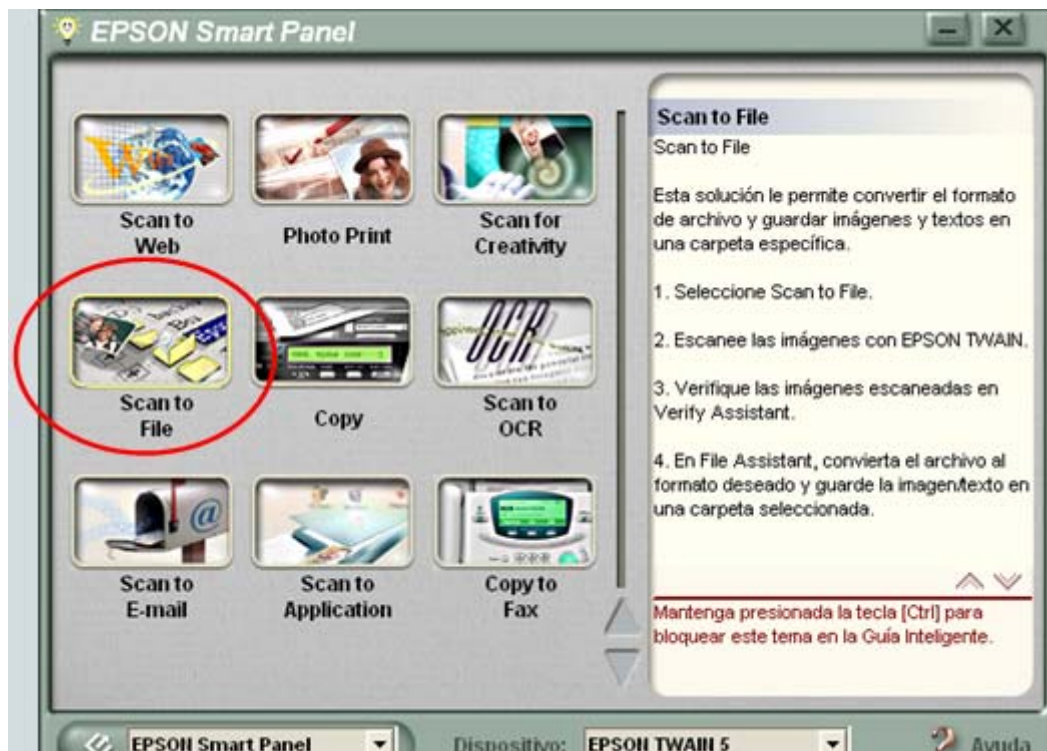 EPSON Smart Panel
Scan to
Web
Photo Print
Scan for
Creativity
Scan to
File
Copy
Scan to
OCR
Scan to
E-mail
Scan to
Application
Copy to
Fax
Scan to File
Scan to File
Esta solución le permite convertir el formato
de archivo y guardar imágenes y textos en
una carpeta específica.
1. Seleccione Scan to File.
2. Escanee las imágenes con EPSON TWAIN.
3. Verifique las imágenes escaneadas en
Verify Assistant.
4. En File Assistant, convierta el archivo al
formato deseado y guarde la imagen/texto en
una carpeta seleccionada.
Mantenga presionada la tecla [Ctrl] para
bloquear este tema en la Guía Inteligente.
EPSON Smart Panel
Dispositivo: EPSON TWAIN 5
Ayuda
OCR
@